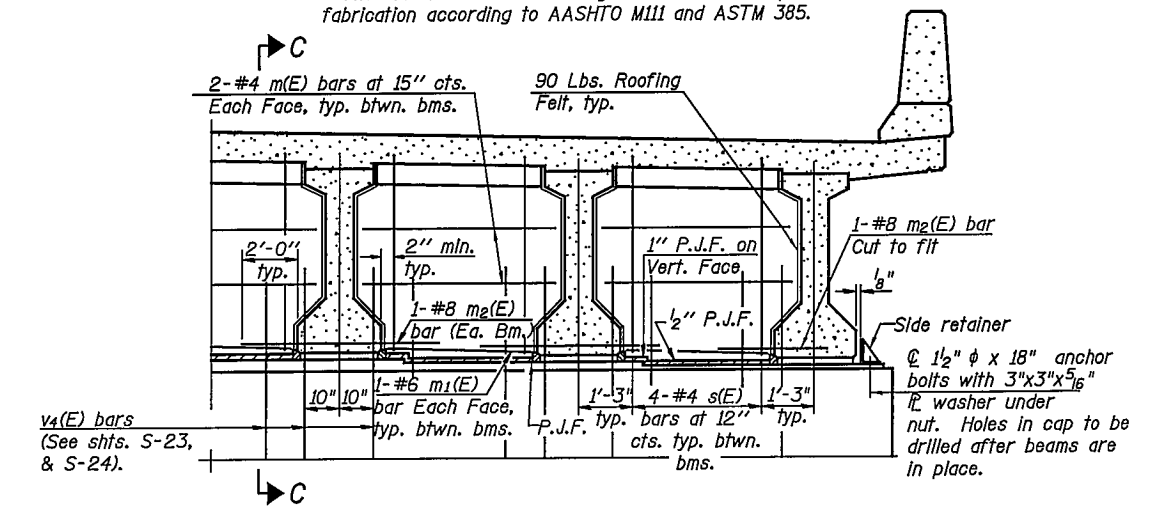 fabrication according to AASHTO M111 and ASTM 385.
C
2-#4 m(E) bars at 15" cts.
Each Face, typ. btwn. bms.
90 Lbs. Roofing
Felt, typ.
2'-0"
typ.
2" min.
typ.
1" P.J.F. on
Vert. Face
1-#8 m2(E) bar
Cut to fit
1/8"
1-#8 m2(E)
bar (Ea. Bm.)
1/2" P.J.F.
Side retainer
℄ 1 1/2" ϕ x 18" anchor
bolts with 3"x3"x5/16"
℄ washer under
nut. Holes in cap to be
drilled after beams are
in place.
10" 10"
1-#6 m1(E)
bar Each Face,
typ. btwn. bms.
P.J.F.
1'-3"
typ.
4-#4 s(E)
bars at 12"
cts. typ. btwn.
bms.
1'-3"
typ.
v4(E) bars
(See shts. S-23,
& S-24).
C